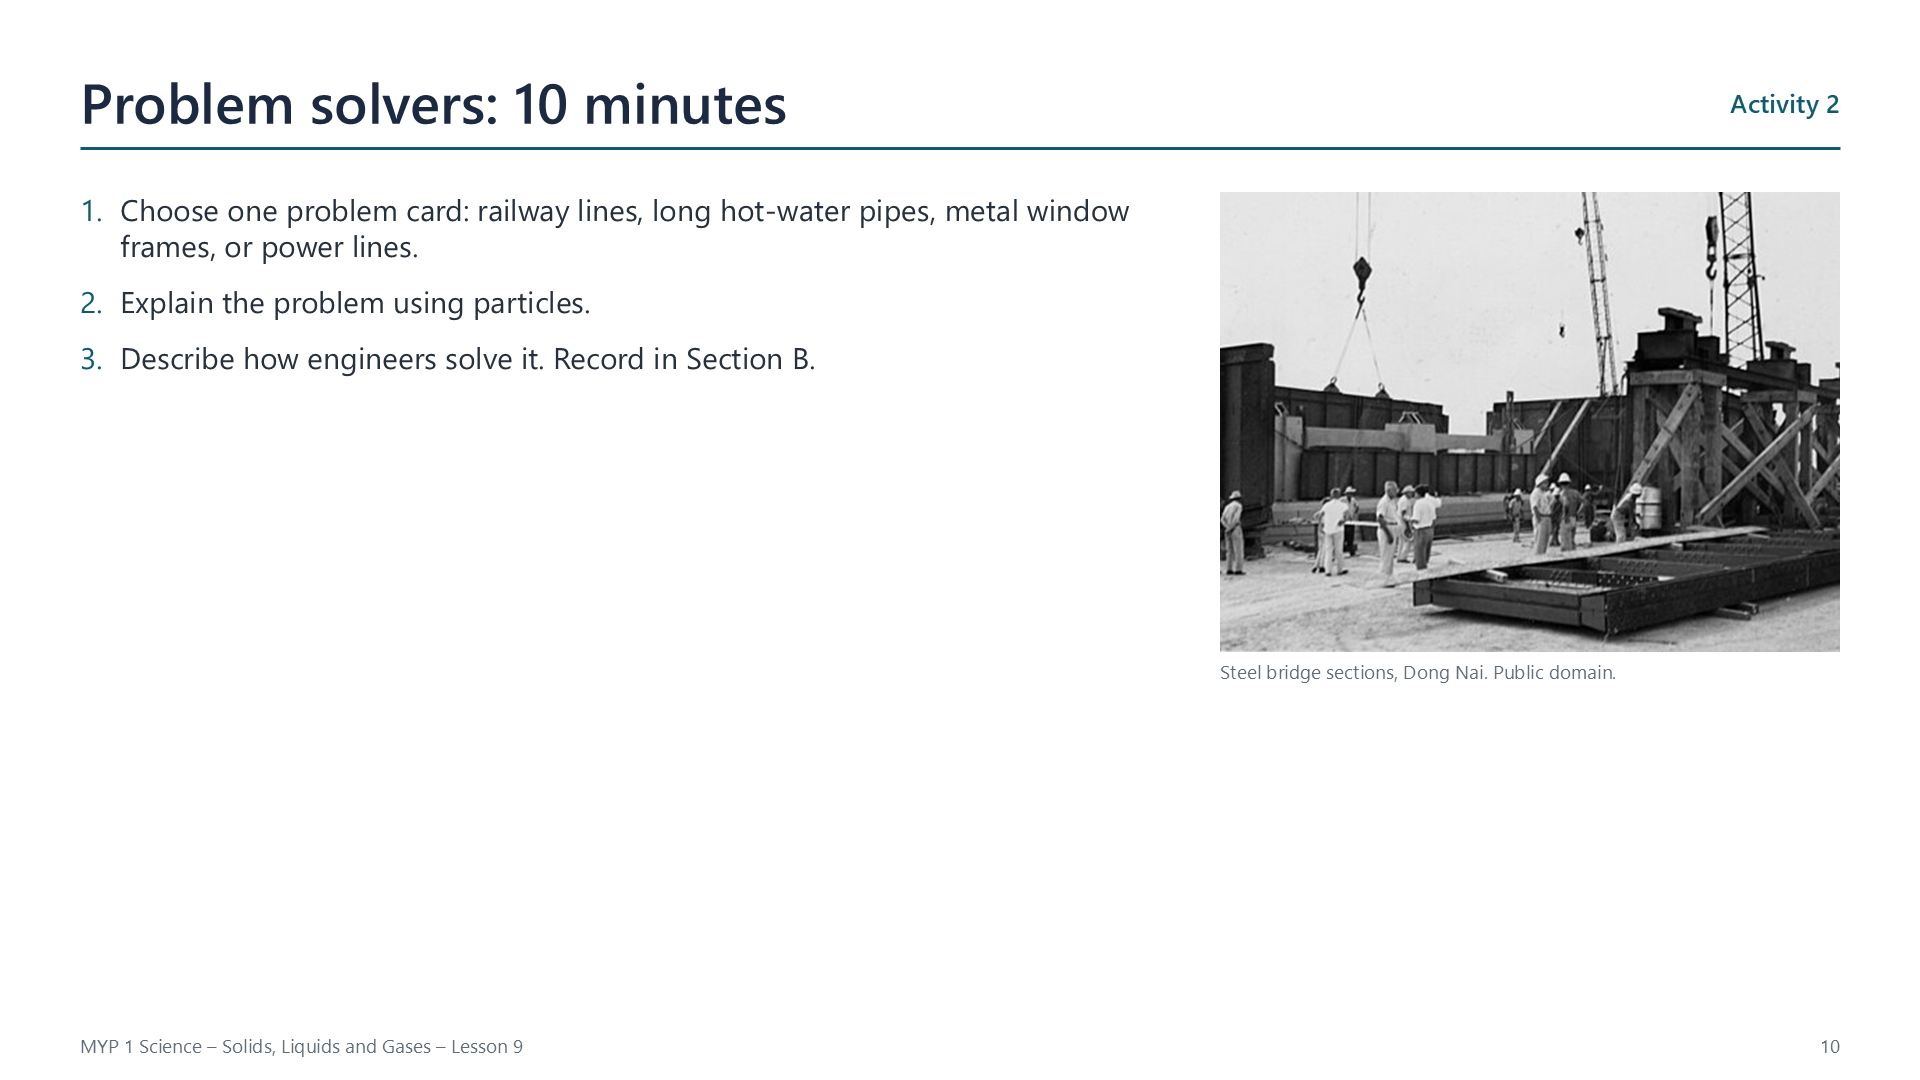 Problem solvers: 10 minutes
Activity 2
1. Choose one problem card: railway lines, long hot-water pipes, metal window
frames, or power lines.
2. Explain the problem using particles.
3. Describe how engineers solve it. Record in Section B.
Steel bridge sections, Dong Nai. Public domain.
MYP 1 Science – Solids, Liquids and Gases – Lesson 9
10